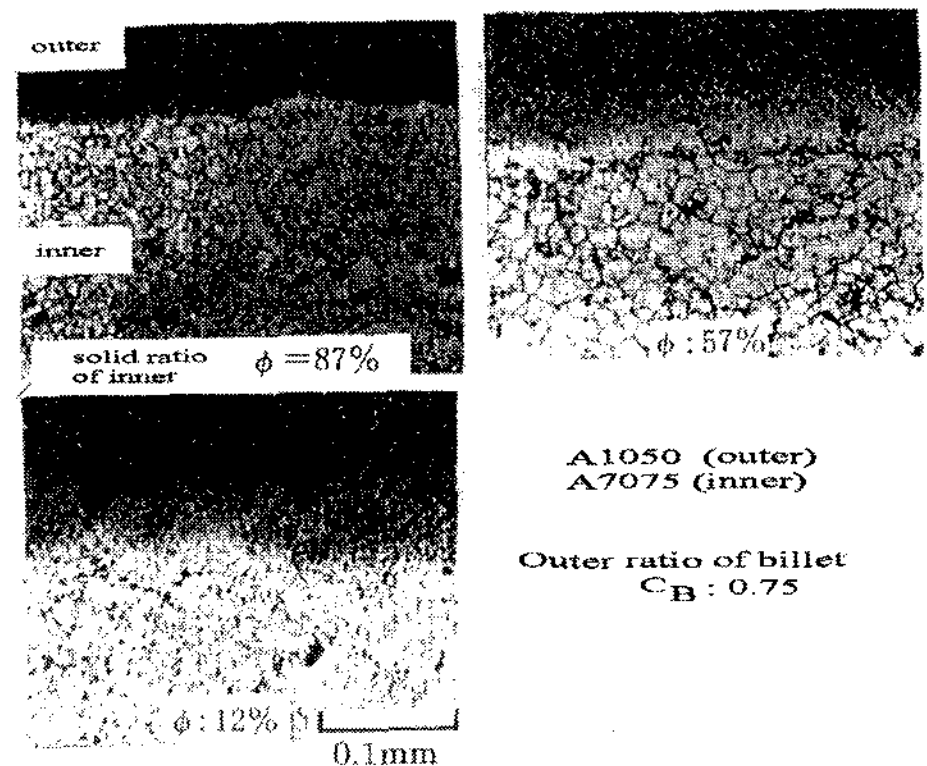 outer
inner
solid ratio
of inner
φ=87%
φ:57%
φ:12%
0.1mm
A1050 (outer)
A7075 (inner)
Outer ratio of billet
CB: 0.75